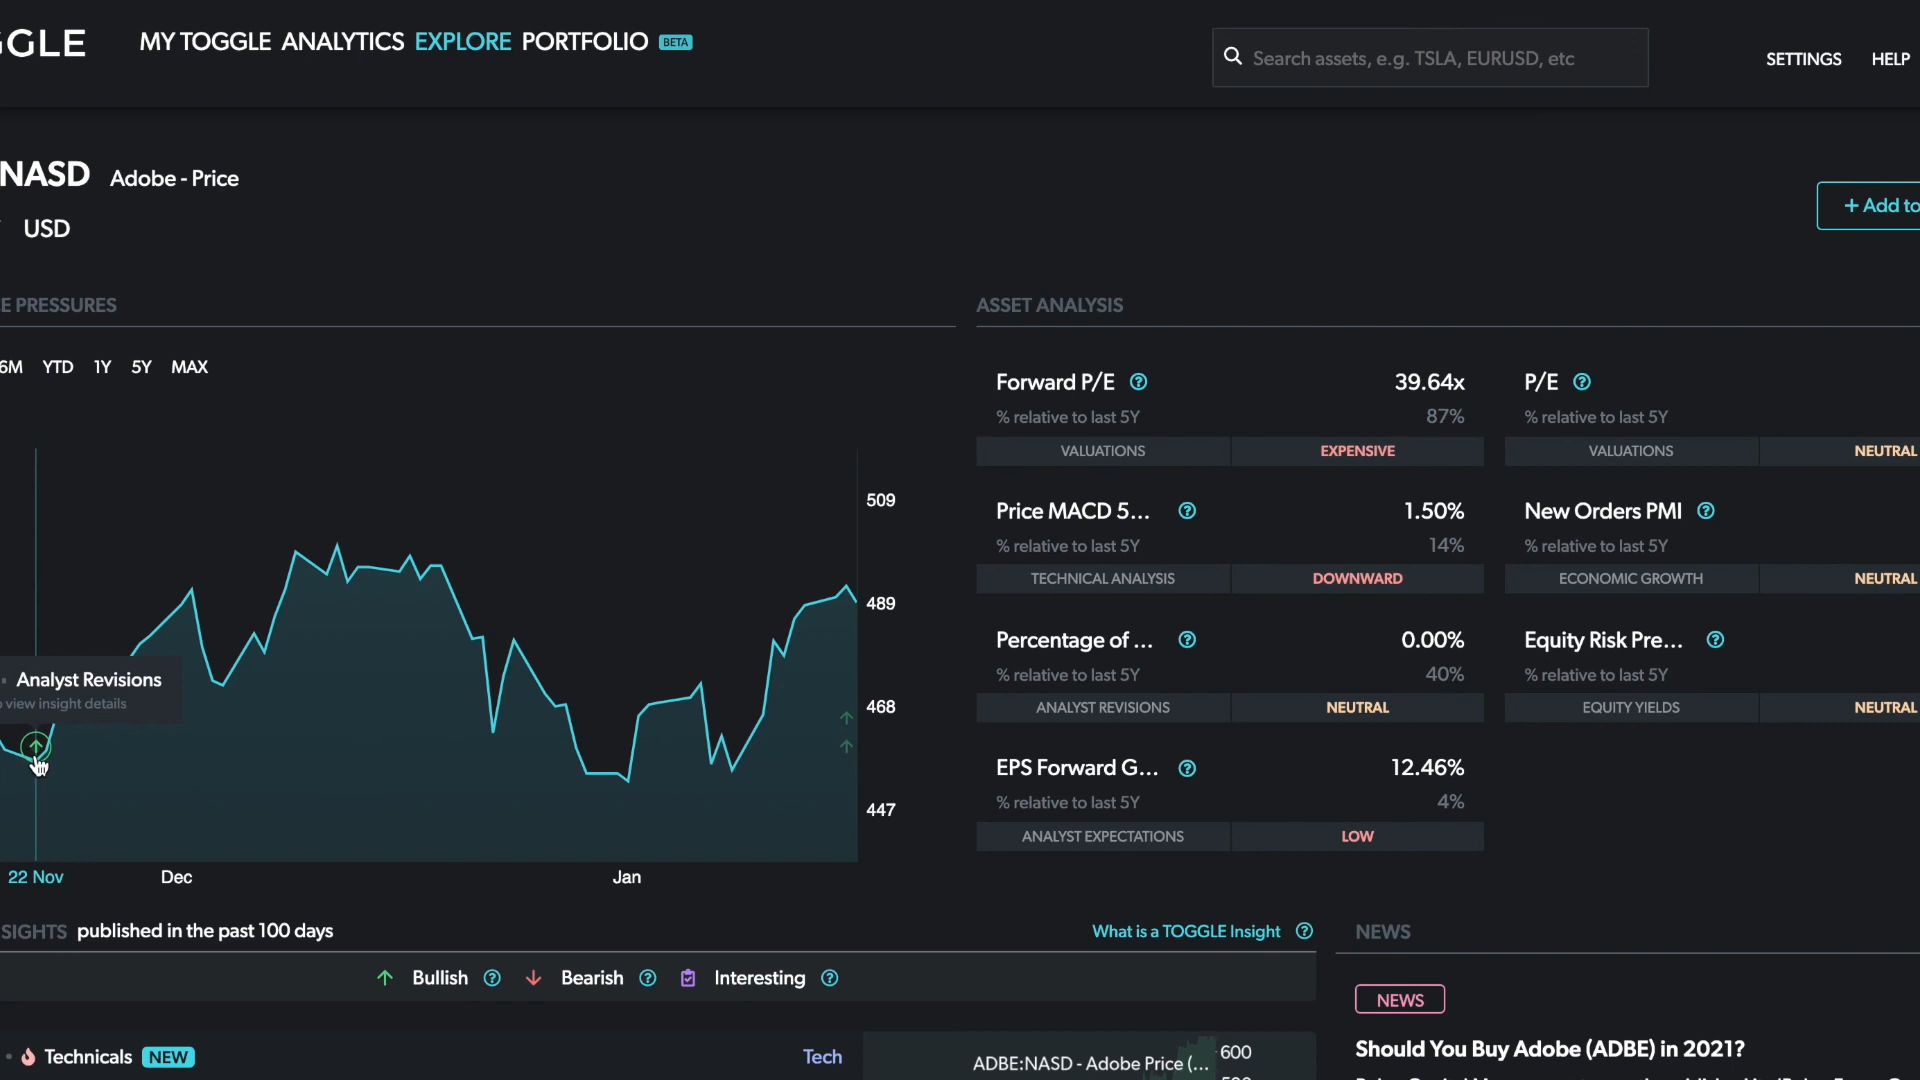 GGLE
MY TOGGLE ANALYTICS EXPLORE PORTFOLIO BETA
Search assets, e.g. TSLA, EURUSD, etc
SETTINGS HELP
NASD Adobe - Price
USD
+ Add to
E PRESSURES
6M YTD 1Y 5Y MAX
509
489
468
447
Analyst Revisions
view insight details
22 Nov Dec Jan
ASSET ANALYSIS
Forward P/E ? 39.64x
% relative to last 5Y 87%
VALUATIONS EXPENSIVE
P/E ?
% relative to last 5Y
VALUATIONS NEUTRAL
Price MACD 5... ? 1.50%
% relative to last 5Y 14%
TECHNICAL ANALYSIS DOWNWARD
New Orders PMI ?
% relative to last 5Y
ECONOMIC GROWTH NEUTRAL
Percentage of ... ? 0.00%
% relative to last 5Y 40%
ANALYST REVISIONS NEUTRAL
Equity Risk Pre... ?
% relative to last 5Y
EQUITY YIELDS NEUTRAL
EPS Forward G... ? 12.46%
% relative to last 5Y 4%
ANALYST EXPECTATIONS LOW
SIGHTS published in the past 100 days
What is a TOGGLE Insight ?
Bullish ? Bearish ? Interesting ?
Technicals NEW Tech
ADBE:NASD - Adobe Price (...
600
NEWS
NEWS
Should You Buy Adobe (ADBE) in 2021?